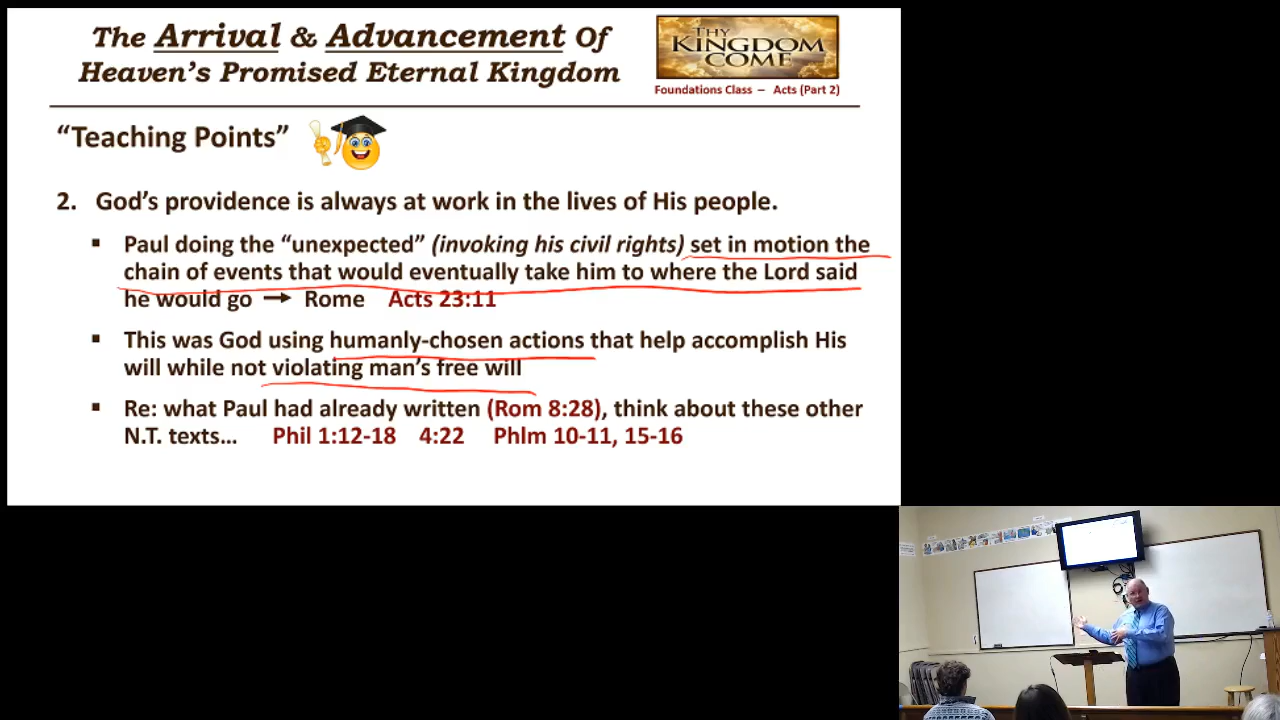 The Arrival & Advancement Of
Heaven's Promised Eternal Kingdom
THY
KINGDOM
COME
Foundations Class – Acts (Part 2)
“Teaching Points”
2. God's providence is always at work in the lives of His people.
▪ Paul doing the “unexpected” (invoking his civil rights) set in motion the
chain of events that would eventually take him to where the Lord said
he would go → Rome Acts 23:11
▪ This was God using humanly-chosen actions that help accomplish His
will while not violating man's free will
▪ Re: what Paul had already written (Rom 8:28), think about these other
N.T. texts… Phil 1:12-18 4:22 Phlm 10-11, 15-16